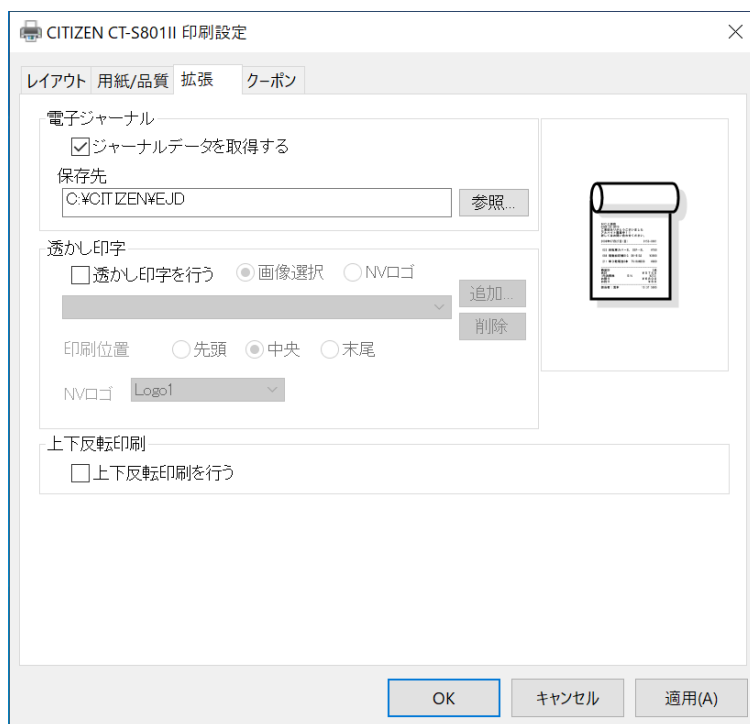 CITIZEN CT-S801II 印刷設定
レイアウト 用紙/品質 拡張 クーポン
電子ジャーナル
ジャーナルデータを取得する
保存先
C:¥CITIZEN¥EJD
参照...
透かし印字
透かし印字を行う 画像選択 NVロゴ
追加...
削除
印刷位置 先頭 中央 末尾
NVロゴ Logo1
上下反転印刷
上下反転印刷を行う
OK キャンセル 適用(A)